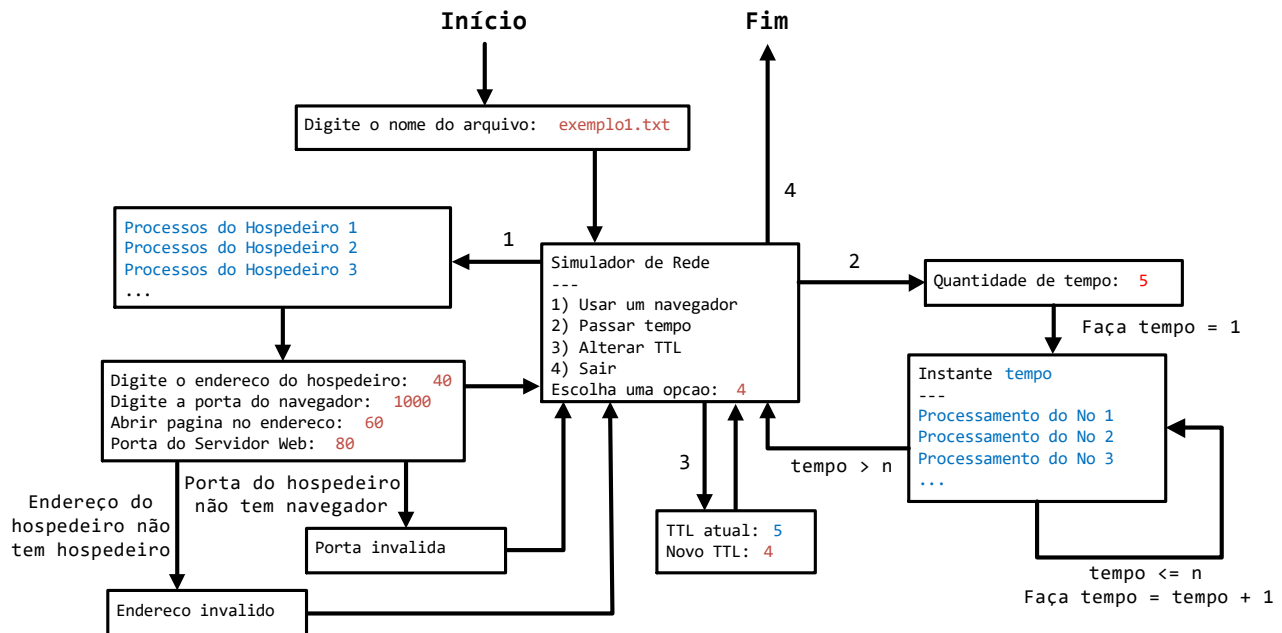 Início
Fim
Digite o nome do arquivo: exemplo1.txt
4
Processos do Hospedeiro 1
Processos do Hospedeiro 2
Processos do Hospedeiro 3
...
1
Simulador de Rede
---
1) Usar um navegador
2) Passar tempo
3) Alterar TTL
4) Sair
Escolha uma opcao: 4
2
Quantidade de tempo: 5
Faça tempo = 1
Digite o endereco do hospedeiro: 40
Digite a porta do navegador: 1000
Abrir pagina no endereco: 60
Porta do Servidor Web: 80
Instante tempo
---
Processamento do No 1
Processamento do No 2
Processamento do No 3
...
tempo > n
3
Endereço do
hospedeiro não
tem hospedeiro
Porta do hospedeiro
não tem navegador
Porta invalida
TTL atual: 5
Novo TTL: 4
tempo <= n
Faça tempo = tempo + 1
Endereco invalido